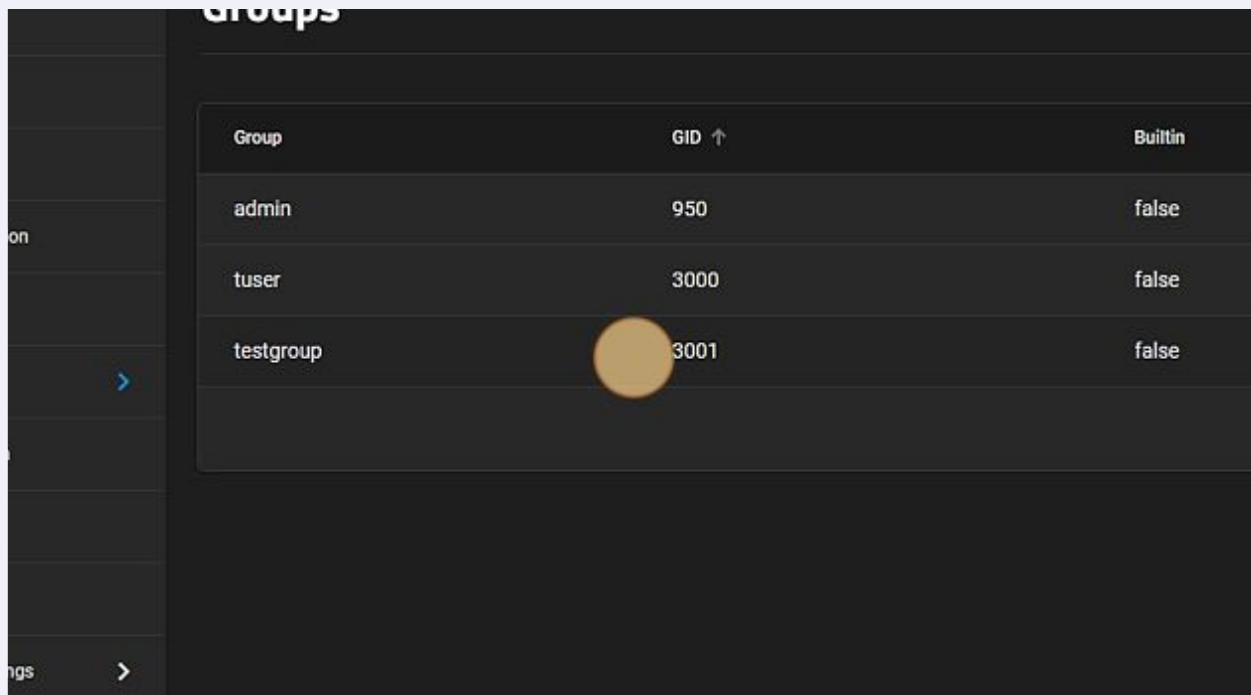 Groups
Group GID Builtin
admin 950 false
on
tuser 3000 false
testgroup 3001 false
ngs